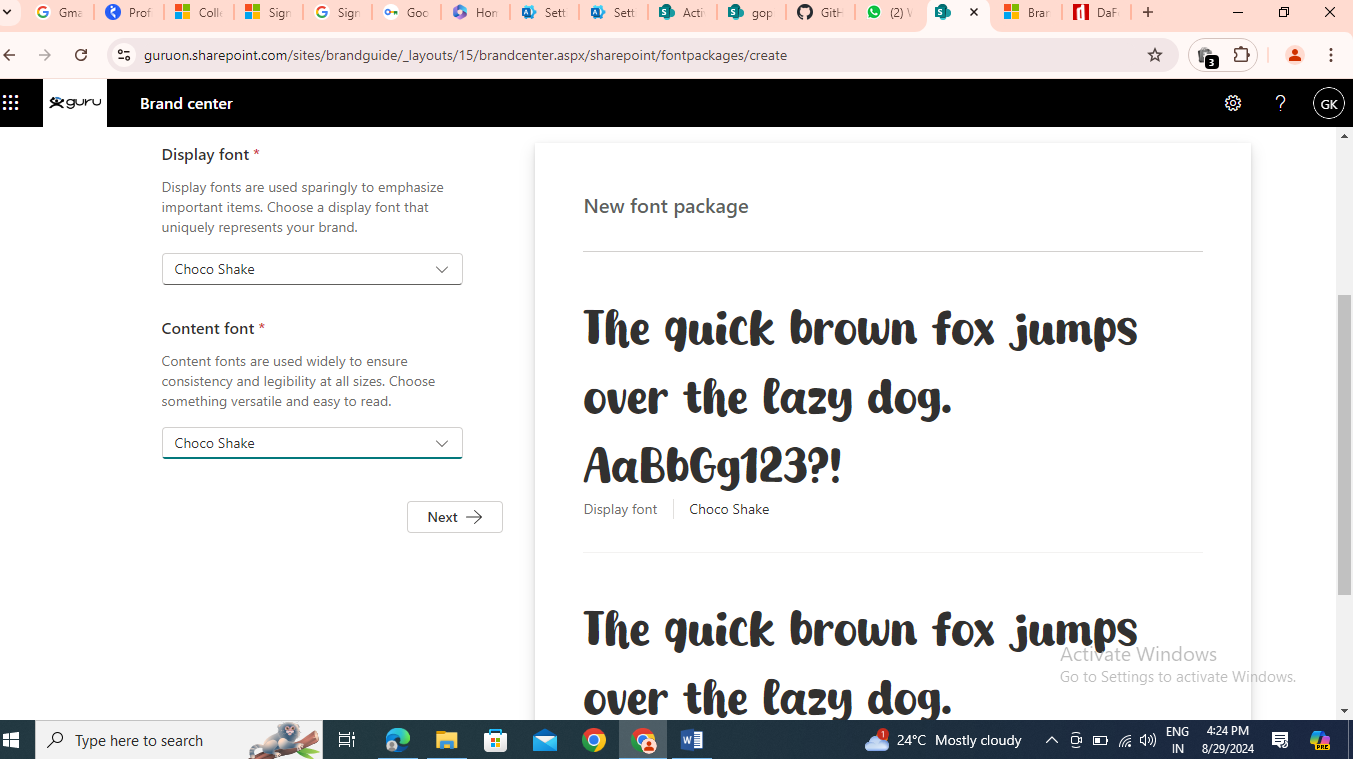 Gma
Prof
Colle
Sign
Sign
Goo
Hon
Sett
Sett
Activ
gop
GitH
(2) W
Bran
DaFo
guruon.sharepoint.com/sites/brandguide/_layouts/15/brandcenter.aspx/sharepoint/fontpackages/create
3
guru
Brand center
?
GK
Display font *
Display fonts are used sparingly to emphasize
important items. Choose a display font that
uniquely represents your brand.
Choco Shake
Content font *
Content fonts are used widely to ensure
consistency and legibility at all sizes. Choose
something versatile and easy to read.
Choco Shake
Next
New font package
The quick brown fox jumps
over the lazy dog.
AaBbGg123?!
Display font Choco Shake
The quick brown fox jumps
over the lazy dog.
Activate Windows
Go to Settings to activate Windows.
Type here to search
1
24°C Mostly cloudy
ENG
IN
4:24 PM
8/29/2024
PRE